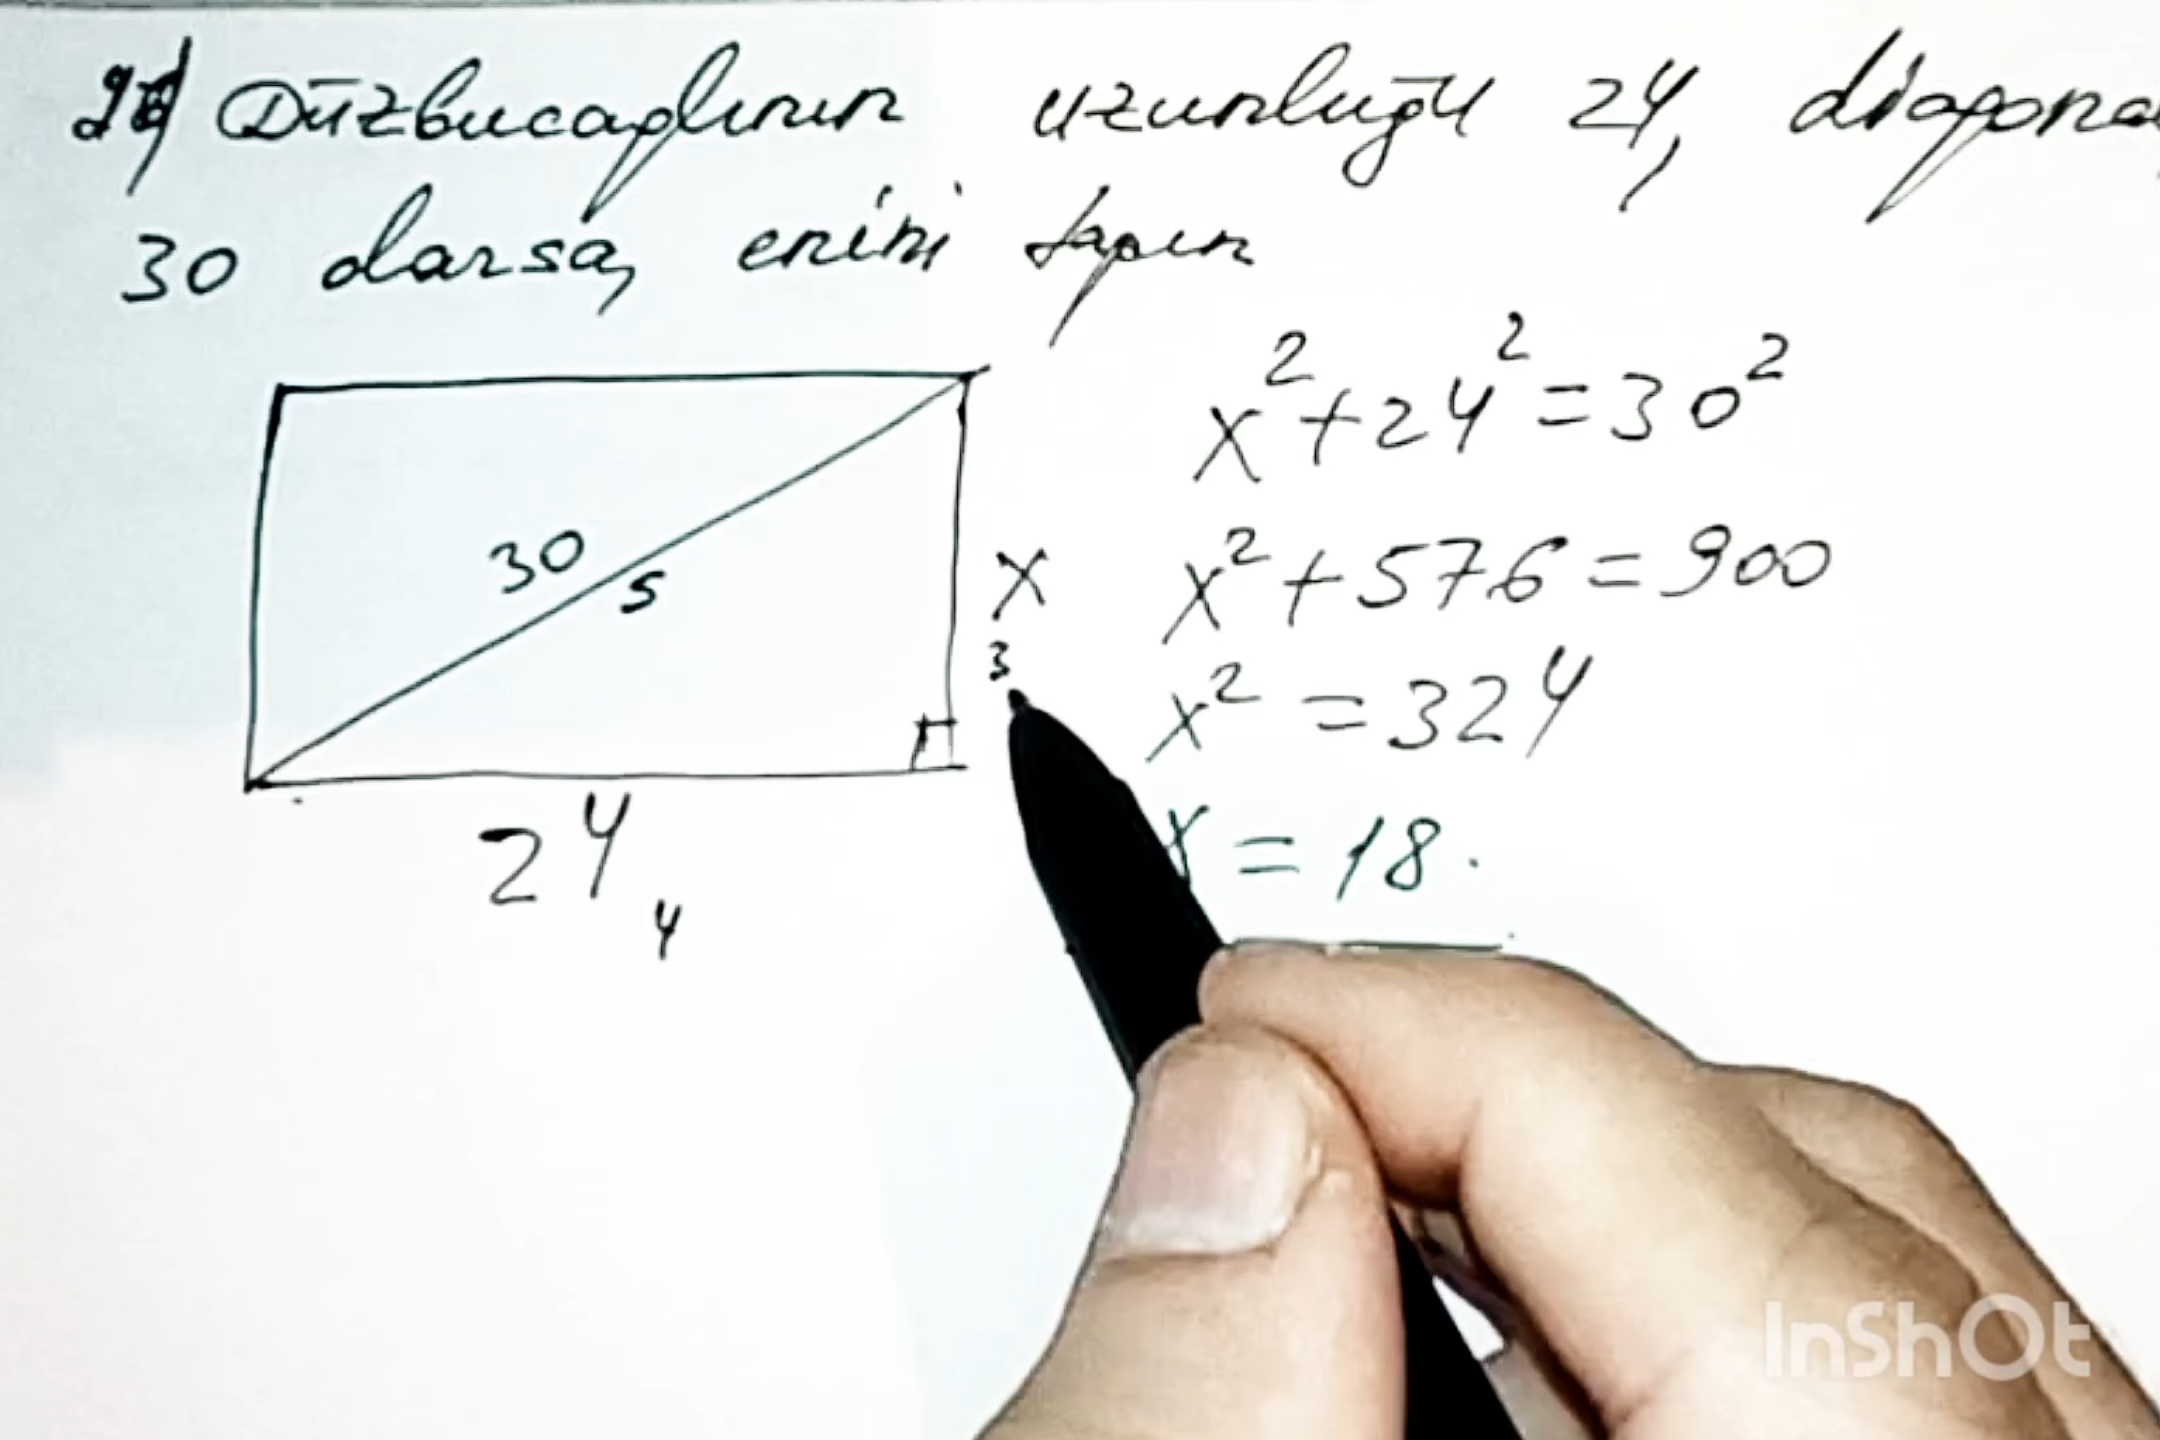 Düzbucaqlının uzunluğu 24, diaqona
30 olarsa, enini tapın
x² + 24² = 30²
30
5
x
3
x² + 576 = 900
x² = 324
x = 18.
24
4
InShOt